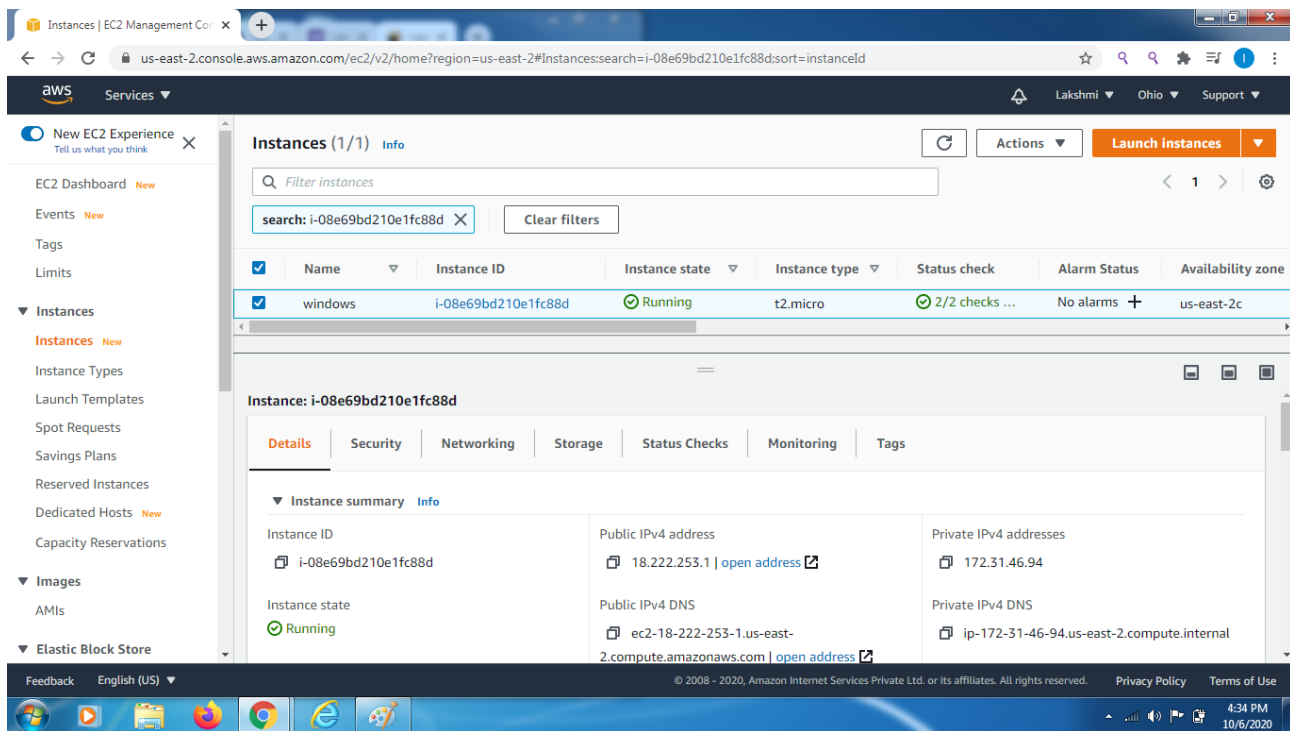 Instances | EC2 Management Cor
us-east-2.console.aws.amazon.com/ec2/v2/home?region=us-east-2#Instances:search=i-08e69bd210e1fc88d;sort=instanceId
aws Services Lakshmi Ohio Support
New EC2 Experience
Tell us what you think
EC2 Dashboard New
Events New
Tags
Limits
Instances
Instances New
Instance Types
Launch Templates
Spot Requests
Savings Plans
Reserved Instances
Dedicated Hosts New
Capacity Reservations
Images
AMIs
Elastic Block Store
Instances (1/1) Info Actions Launch instances
Filter instances 1
search: i-08e69bd210e1fc88d Clear filters
Name Instance ID Instance state Instance type Status check Alarm Status Availability zone
windows i-08e69bd210e1fc88d Running t2.micro 2/2 checks ... No alarms + us-east-2c
Instance: i-08e69bd210e1fc88d
Details Security Networking Storage Status Checks Monitoring Tags
Instance summary Info
Instance ID Public IPv4 address Private IPv4 addresses
i-08e69bd210e1fc88d 18.222.253.1 | open address 172.31.46.94
Instance state Public IPv4 DNS Private IPv4 DNS
Running ec2-18-222-253-1.us-east- ip-172-31-46-94.us-east-2.compute.internal
2.compute.amazonaws.com | open address
Feedback English (US) © 2008 - 2020, Amazon Internet Services Private Ltd. or its affiliates. All rights reserved. Privacy Policy Terms of Use
4:34 PM
10/6/2020